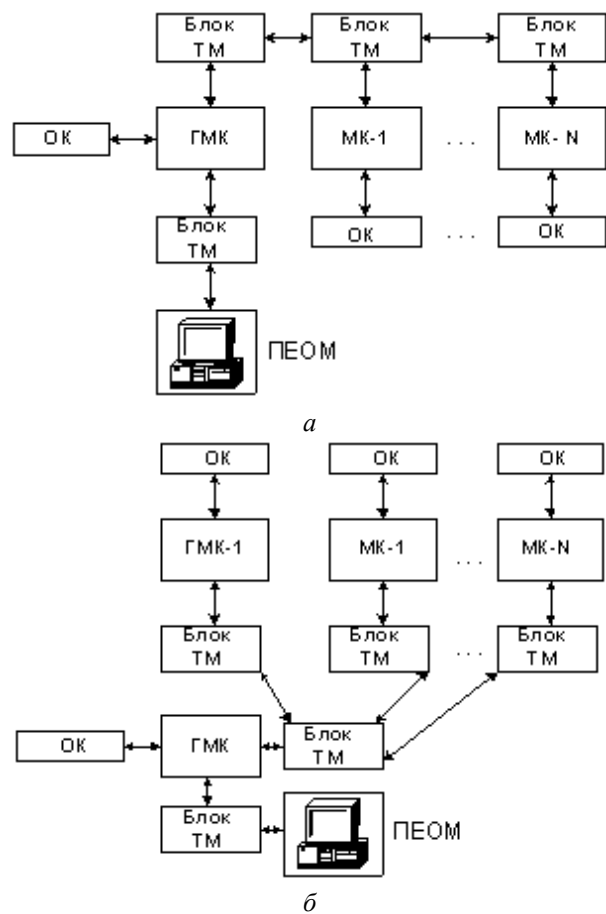 Блок ТМ
Блок ТМ
Блок ТМ
ОК
ГМК
МК-1
. . .
МК- N
Блок ТМ
ОК
. . .
ОК
ПЕОМ
а
ОК
ОК
ОК
ГМК-1
МК-1
. . .
МК-N
Блок ТМ
Блок ТМ
. . .
Блок ТМ
ОК
ГМК
Блок ТМ
Блок ТМ
ПЕОМ
б